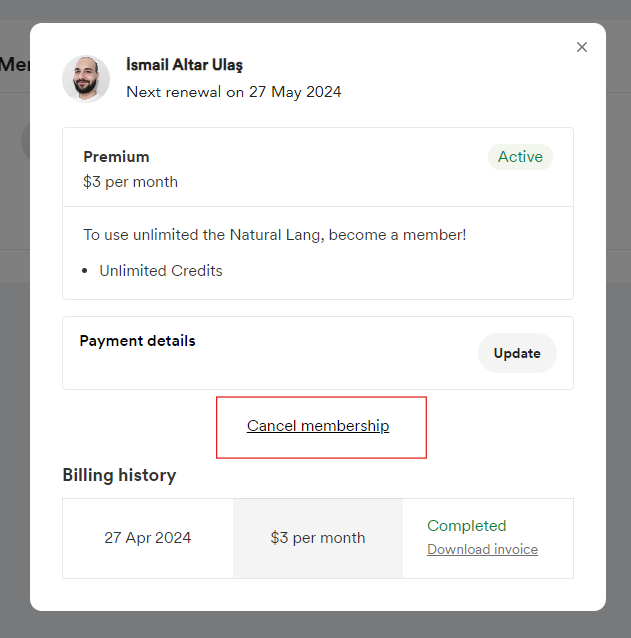 Mer
İsmail Altar Ulaş
Next renewal on 27 May 2024
Premium
Active
$3 per month
To use unlimited the Natural Lang, become a member!
Unlimited Credits
Payment details
Update
Cancel membership
Billing history
27 Apr 2024
$3 per month
Completed
Download invoice